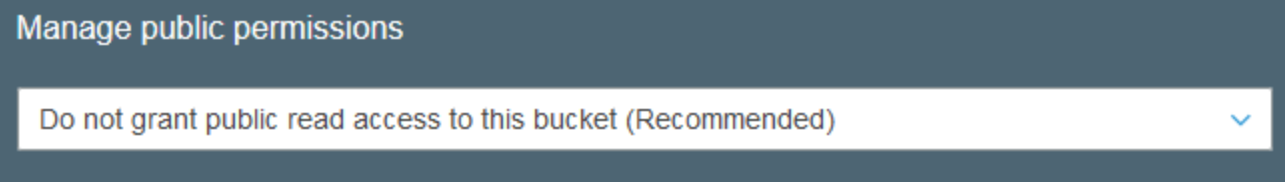 Manage public permissions
Do not grant public read access to this bucket (Recommended)